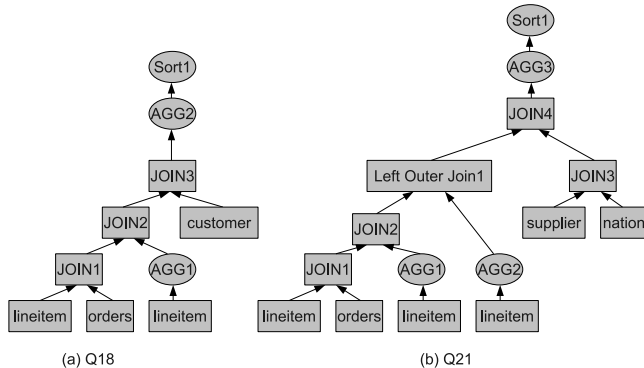 Sort1
AGG2
JOIN3
JOIN2 customer
JOIN1 AGG1
lineitem orders lineitem
(a) Q18
Sort1
AGG3
JOIN4
Left Outer Join1 JOIN3
JOIN2 supplier nation
JOIN1 AGG1 AGG2
lineitem orders lineitem lineitem
(b) Q21